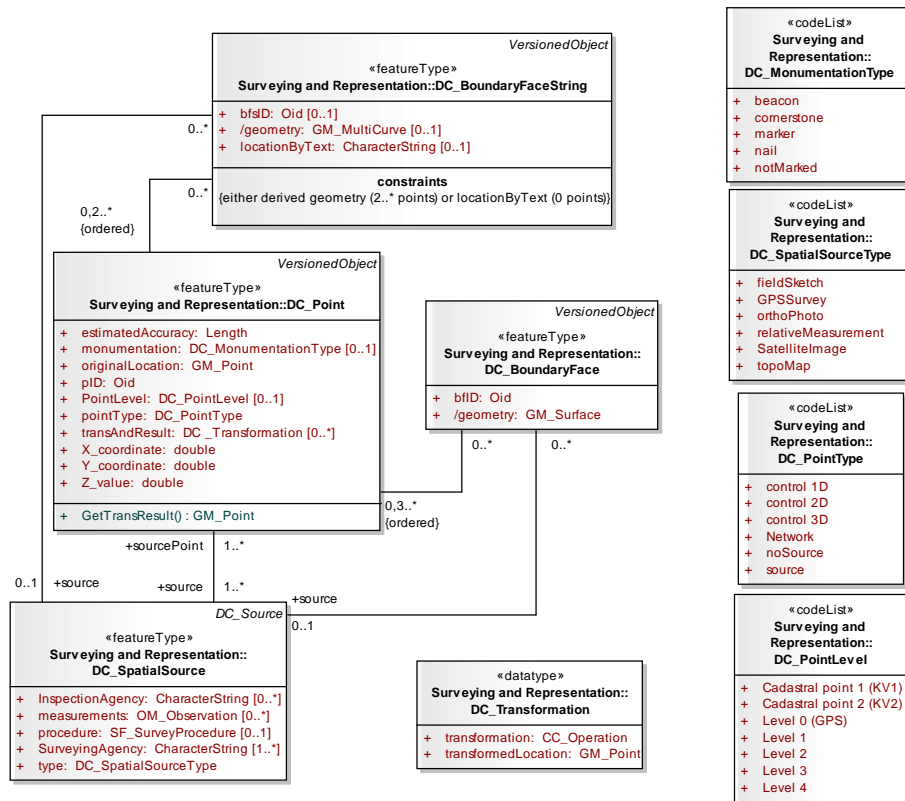 VersionedObject
«featureType»
Surveying and Representation::DC_BoundaryFaceString
+ bfsID: Oid [0..1]
+ /geometry: GM_MultiCurve [0..1]
+ locationByText: CharacterString [0..1]
constraints
{either derived geometry (2..* points) or locationByText (0 points)}
0..*
0..*
0,2..*
{ordered}
VersionedObject
«featureType»
Surveying and Representation::DC_Point
+ estimatedAccuracy: Length
+ monumentation: DC_MonumentationType [0..1]
+ originalLocation: GM_Point
+ pID: Oid
+ PointLevel: DC_PointLevel [0..1]
+ pointType: DC_PointType
+ transAndResult: DC_Transformation [0..*]
+ X_coordinate: double
+ Y_coordinate: double
+ Z_value: double
+ GetTransResult() : GM_Point
VersionedObject
«featureType»
Surveying and Representation::
DC_BoundaryFace
+ bfID: Oid
+ /geometry: GM_Surface
0..*
0..*
0,3..*
{ordered}
+sourcePoint
1..*
0..1
+source
+source
1..*
+source
0..1
DC_Source
«featureType»
Surveying and Representation::
DC_SpatialSource
+ InspectionAgency: CharacterString [0..*]
+ measurements: OM_Observation [0..*]
+ procedure: SF_SurveyProcedure [0..1]
+ SurveyingAgency: CharacterString [1..*]
+ type: DC_SpatialSourceType
«datatype»
Surveying and Representation::
DC_Transformation
+ transformation: CC_Operation
+ transformedLocation: GM_Point
«codeList»
Surveying and
Representation::
DC_MonumentationType
+ beacon
+ cornerstone
+ marker
+ nail
+ notMarked
«codeList»
Surveying and
Representation::
DC_SpatialSourceType
+ fieldSketch
+ GPSSurvey
+ orthoPhoto
+ relativeMeasurement
+ SatelliteImage
+ topoMap
«codeList»
Surveying and
Representation::
DC_PointType
+ control 1D
+ control 2D
+ control 3D
+ Network
+ noSource
+ source
«codeList»
Surveying and
Representation::
DC_PointLevel
+ Cadastral point 1 (KV1)
+ Cadastral point 2 (KV2)
+ Level 0 (GPS)
+ Level 1
+ Level 2
+ Level 3
+ Level 4